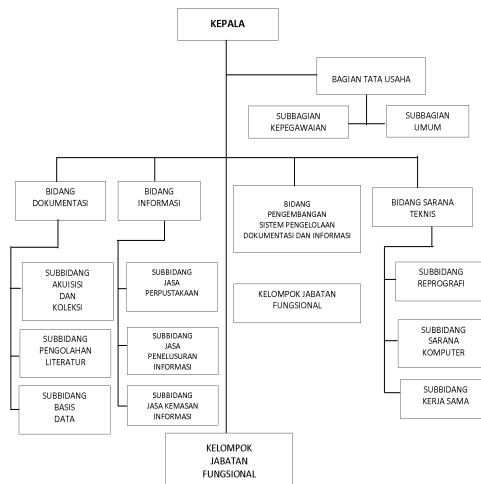 KEPALA
BAGIAN TATA USAHA
SUBBAGIAN
KEPEGAWAIAN
SUBBAGIAN
UMUM
BIDANG
DOKUMENTASI
BIDANG
INFORMASI
BIDANG
PENGEMBANGAN
SISTEM PENGELOLAAN
DOKUMENTASI DAN INFORMASI
BIDANG SARANA
TEKNIS
SUBBIDANG
AKUISISI
DAN
KOLEKSI
SUBBIDANG
JASA
PERPUSTAKAAN
KELOMPOK JABATAN
FUNGSIONAL
SUBBIDANG
REPROGRAFI
SUBBIDANG
PENGOLAHAN
LITERATUR
SUBBIDANG
JASA
PENELUSURAN
INFORMASI
SUBBIDANG
SARANA
KOMPUTER
SUBBIDANG
BASIS
DATA
SUBBIDANG
JASA KEMASAN
INFORMASI
SUBBIDANG
KERJA SAMA
KELOMPOK
JABATAN
FUNGSIONAL